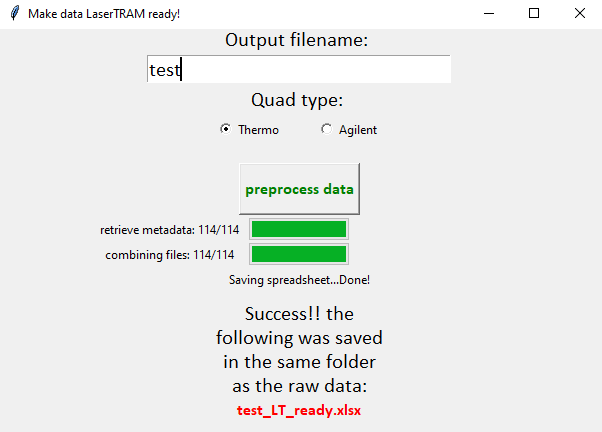 Make data LaserTRAM ready!
Output filename:
test
Quad type:
Thermo Agilent
preprocess data
retrieve metadata: 114/114
combining files: 114/114
Saving spreadsheet...Done!
Success!! the
following was saved
in the same folder
as the raw data:
test_LT_ready.xlsx